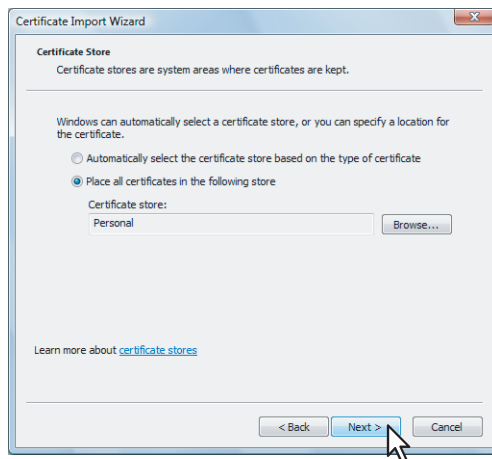 Certificate Import Wizard
Certificate Store
Certificate stores are system areas where certificates are kept.
Windows can automatically select a certificate store, or you can specify a location for
the certificate.
Automatically select the certificate store based on the type of certificate
Place all certificates in the following store
Certificate store:
Personal
Browse...
Learn more about certificate stores
< Back
Next >
Cancel